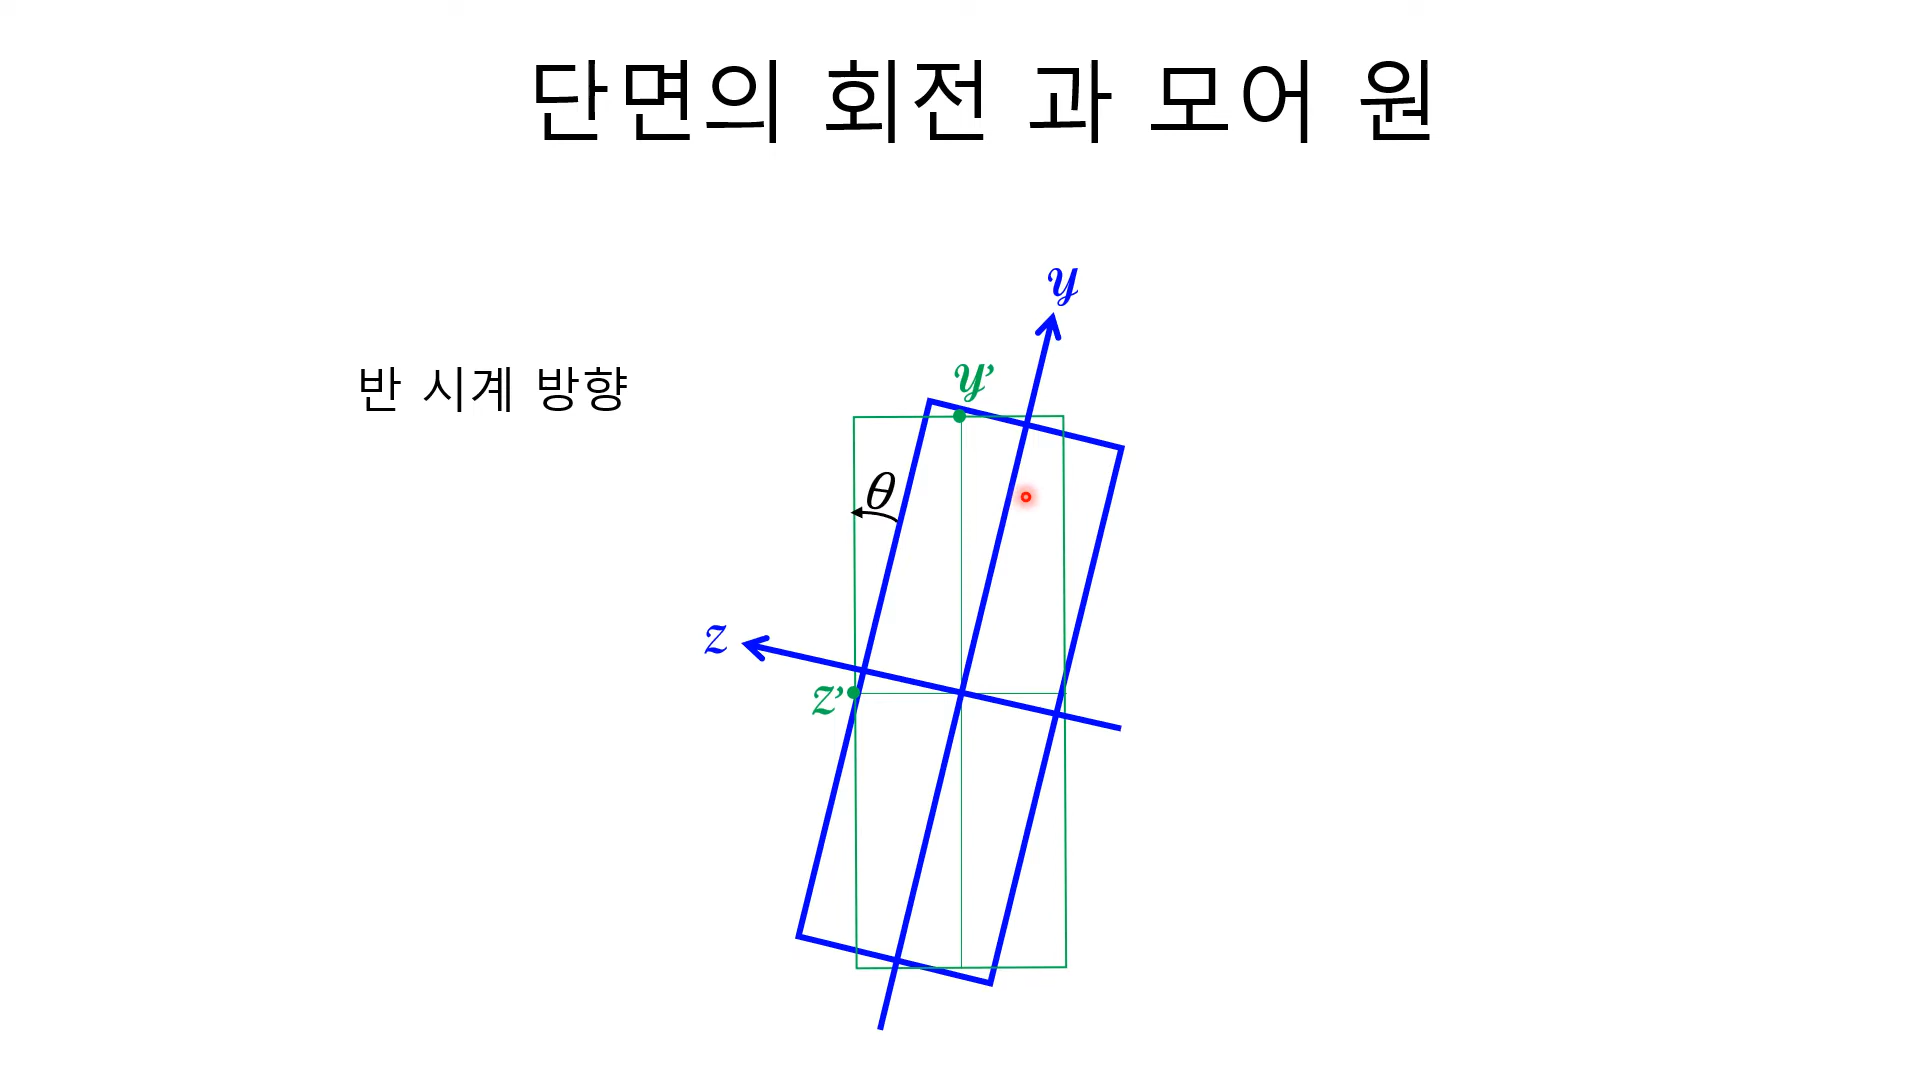 단면의 회전 과 모어 원
반 시계 방향
y
y'
θ
z
z'